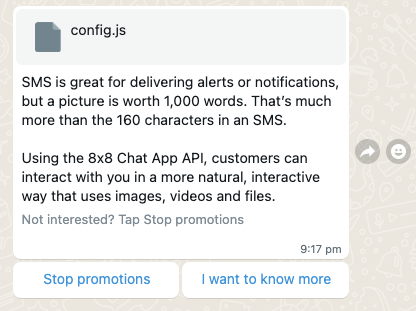 config.js
SMS is great for delivering alerts or notifications,
but a picture is worth 1,000 words. That's much
more than the 160 characters in an SMS.
Using the 8x8 Chat App API, customers can
interact with you in a more natural, interactive
way that uses images, videos and files.
Not interested? Tap Stop promotions
9:17 pm
Stop promotions
I want to know more